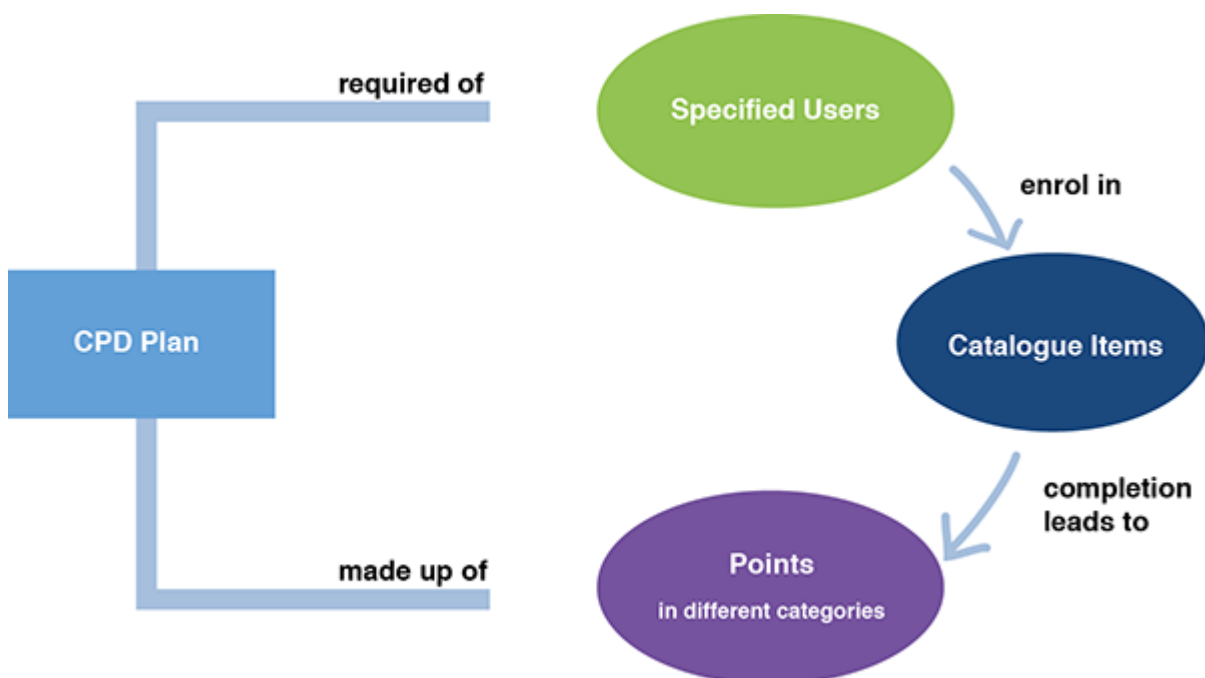 required of
Specified Users
enrol in
CPD Plan
Catalogue Items
completion
leads to
made up of
Points
in different categories